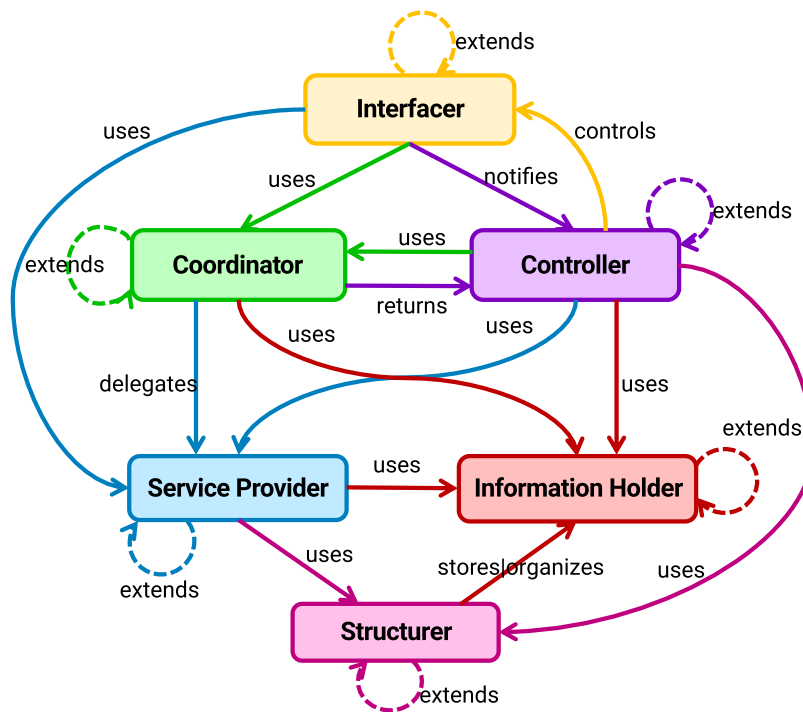 extends
Interfacer
uses
controls
uses
notifies
extends
uses
extends
Coordinator
Controller
returns
uses
uses
delegates
uses
extends
uses
Service Provider
Information Holder
uses
stores|organizes
uses
extends
Structurer
extends